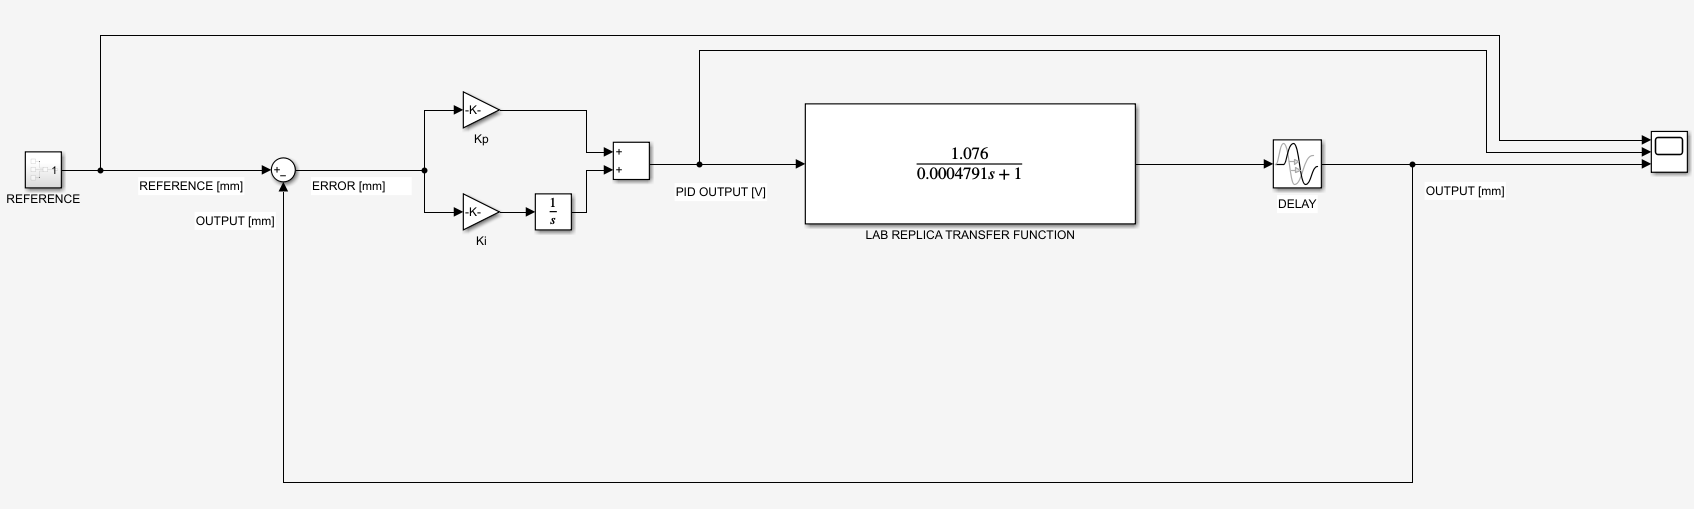 -K-
Kp
+
+
1.076
0.0004791s + 1
1
REFERENCE
+
−
REFERENCE [mm]
ERROR [mm]
OUTPUT [mm]
-K-
Ki
1
s
PID OUTPUT [V]
LAB REPLICA TRANSFER FUNCTION
DELAY
OUTPUT [mm]